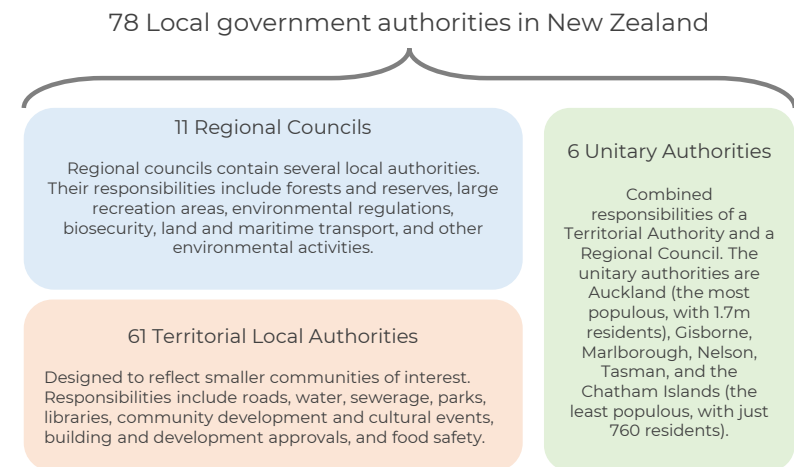 78 Local government authorities in New Zealand
11 Regional Councils
Regional councils contain several local authorities.
Their responsibilities include forests and reserves, large
recreation areas, environmental regulations,
biosecurity, land and maritime transport, and other
environmental activities.
61 Territorial Local Authorities
Designed to reflect smaller communities of interest.
Responsibilities include roads, water, sewerage, parks,
libraries, community development and cultural events,
building and development approvals, and food safety.
6 Unitary Authorities
Combined
responsibilities of a
Territorial Authority and a
Regional Council. The
unitary authorities are
Auckland (the most
populous, with 1.7m
residents), Gisborne,
Marlborough, Nelson,
Tasman, and the
Chatham Islands (the
least populous, with just
760 residents).